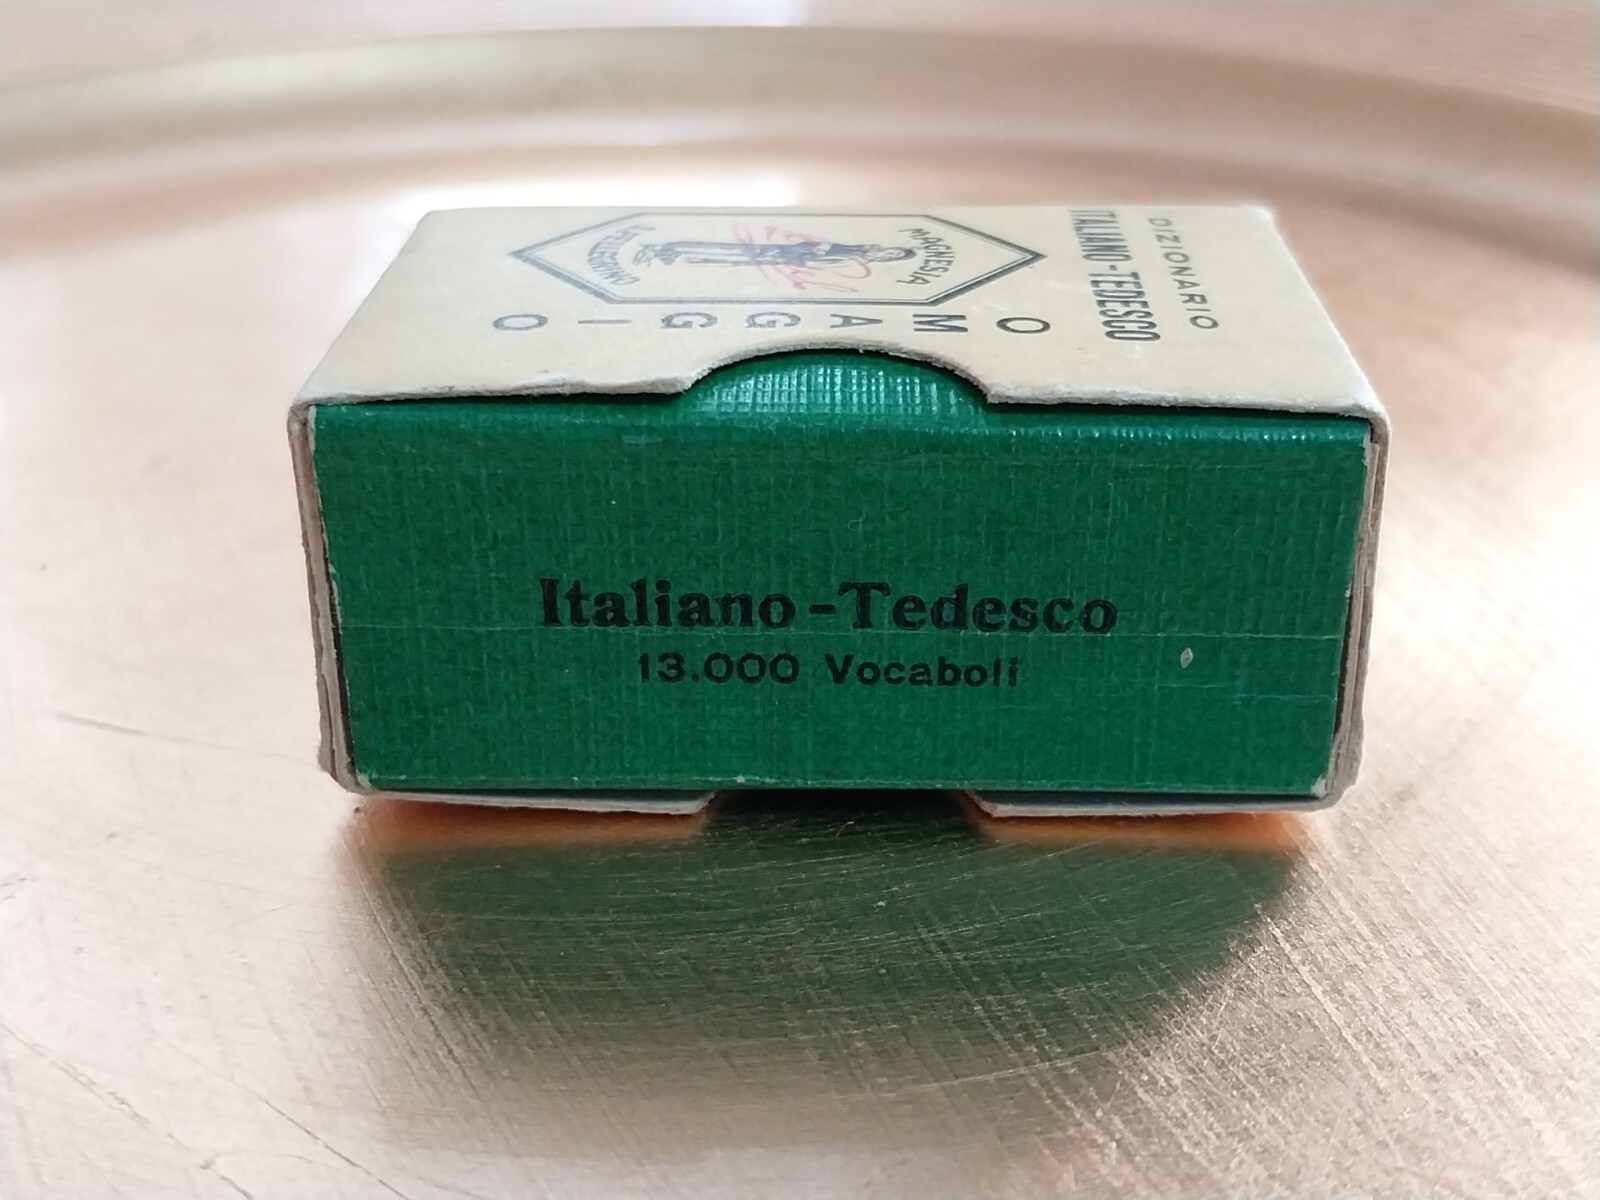 DIZIONARIO
ITALIANO-TEDESCO
MAGNESIA
S.PELLEGRINO
OMAGGIO
Italiano-Tedesco
13.000 Vocaboli